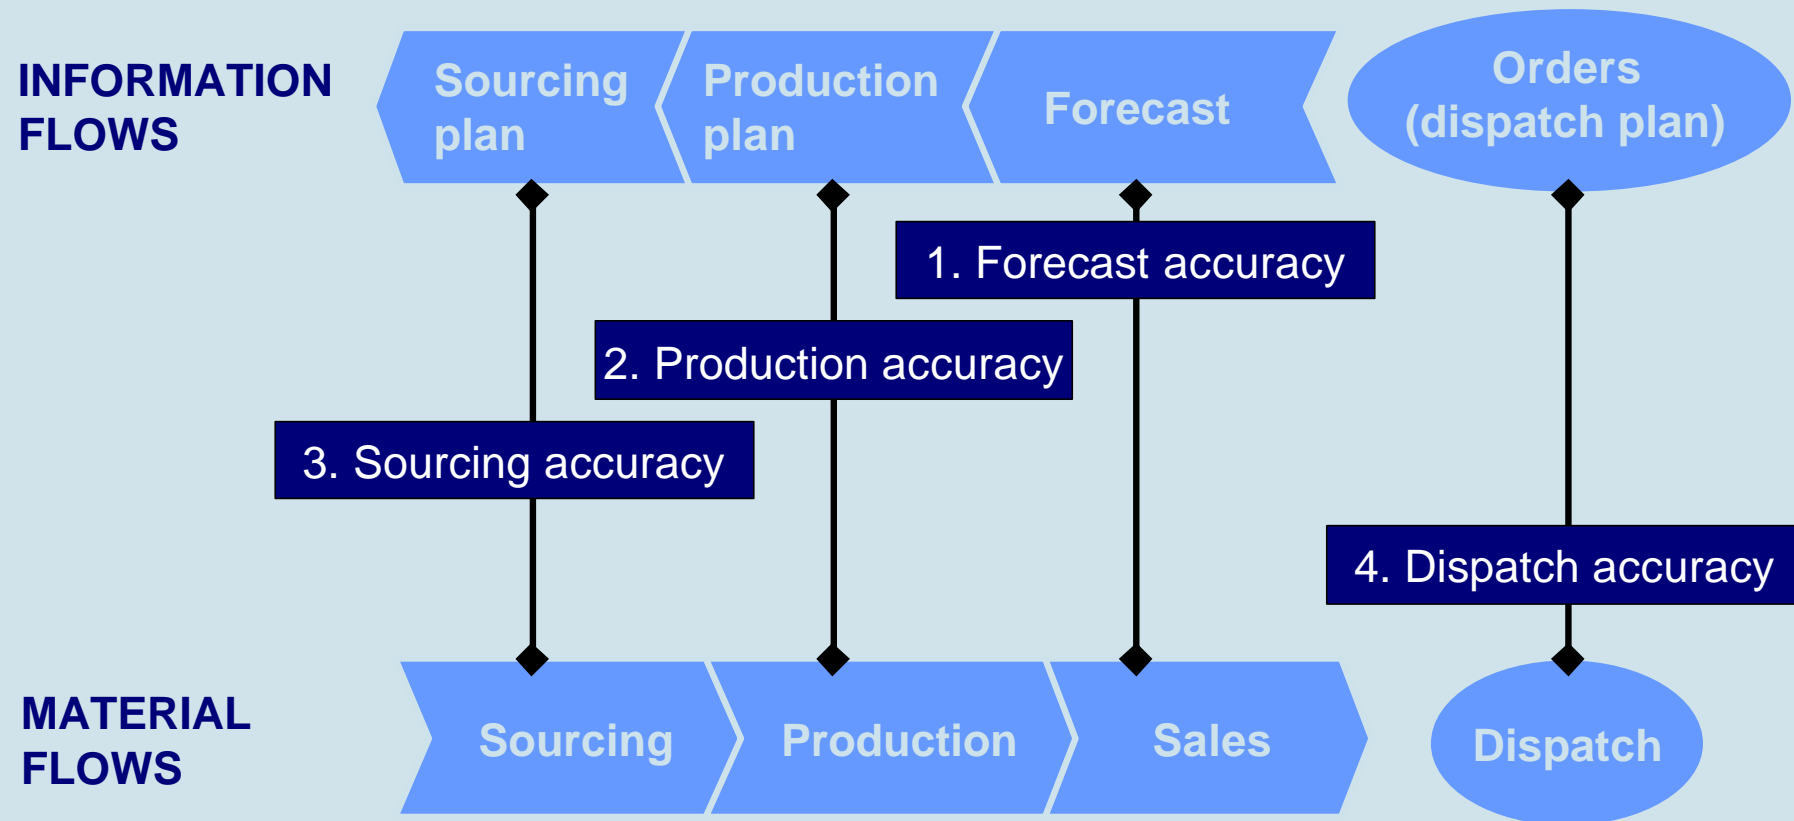 INFORMATION
FLOWS
Sourcing
plan
Production
plan
Forecast
Orders
(dispatch plan)
1. Forecast accuracy
2. Production accuracy
3. Sourcing accuracy
4. Dispatch accuracy
MATERIAL
FLOWS
Sourcing
Production
Sales
Dispatch